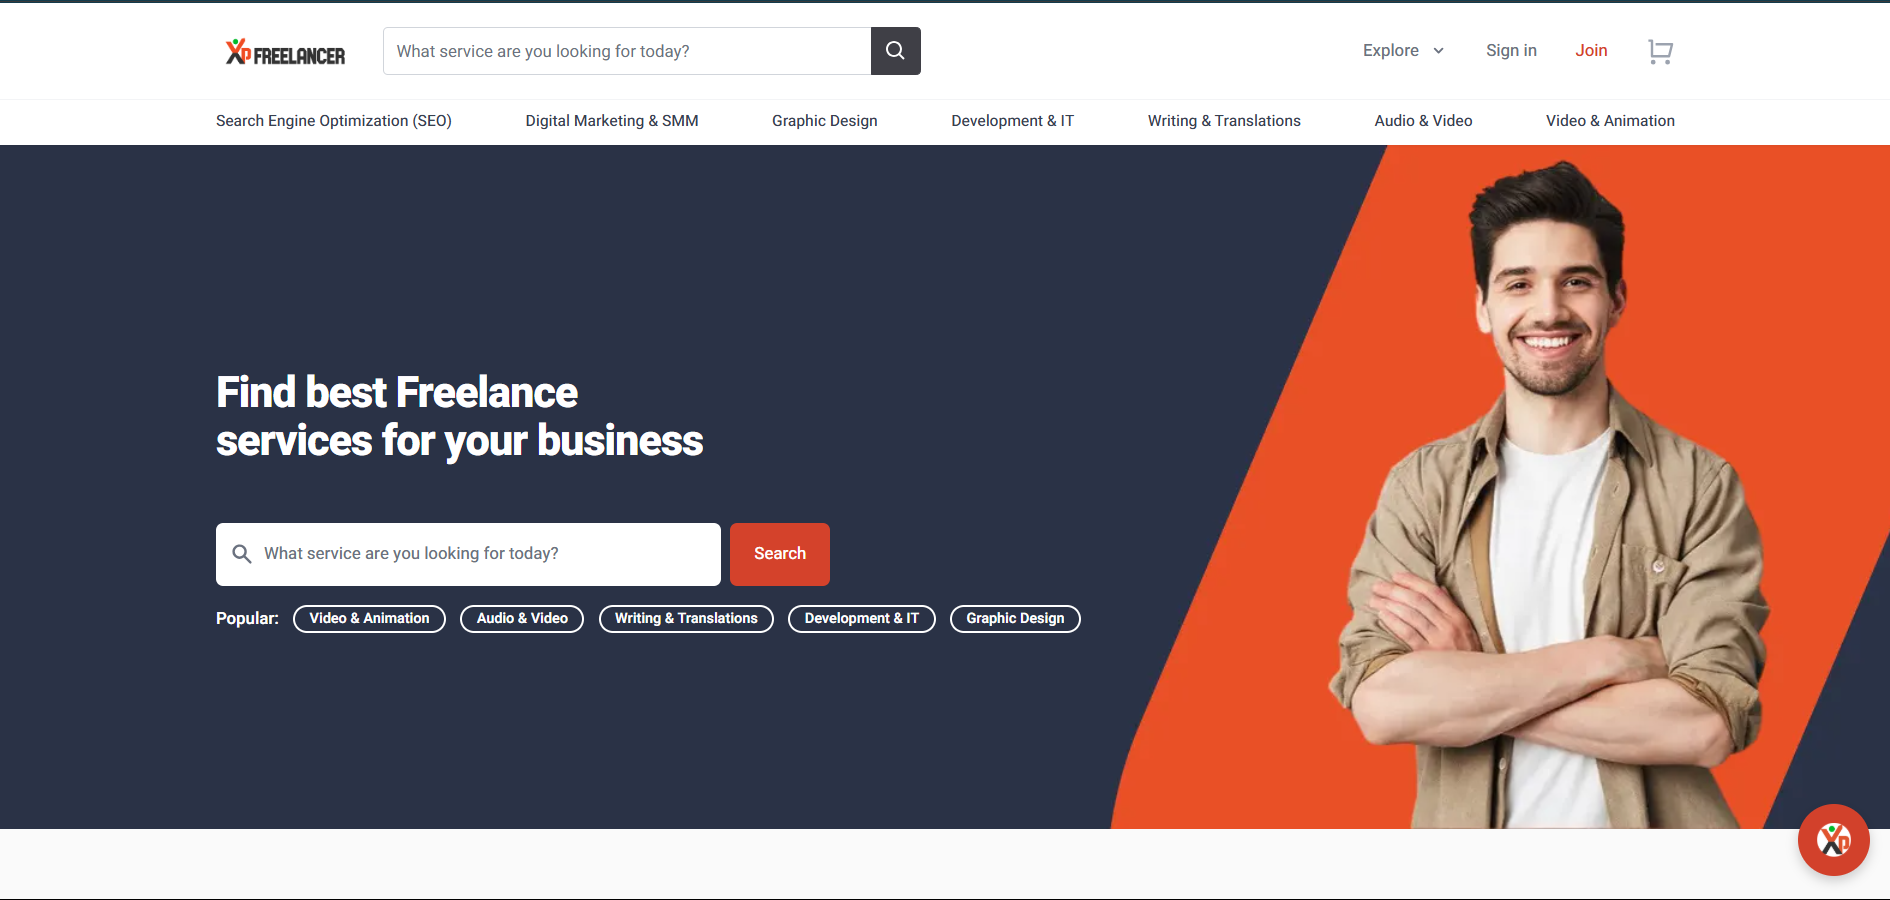 Xp FREELANCER
What service are you looking for today?
Explore
Sign in
Join
Search Engine Optimization (SEO)
Digital Marketing & SMM
Graphic Design
Development & IT
Writing & Translations
Audio & Video
Video & Animation
Find best Freelance
services for your business
What service are you looking for today?
Search
Popular:
Video & Animation
Audio & Video
Writing & Translations
Development & IT
Graphic Design
Xp